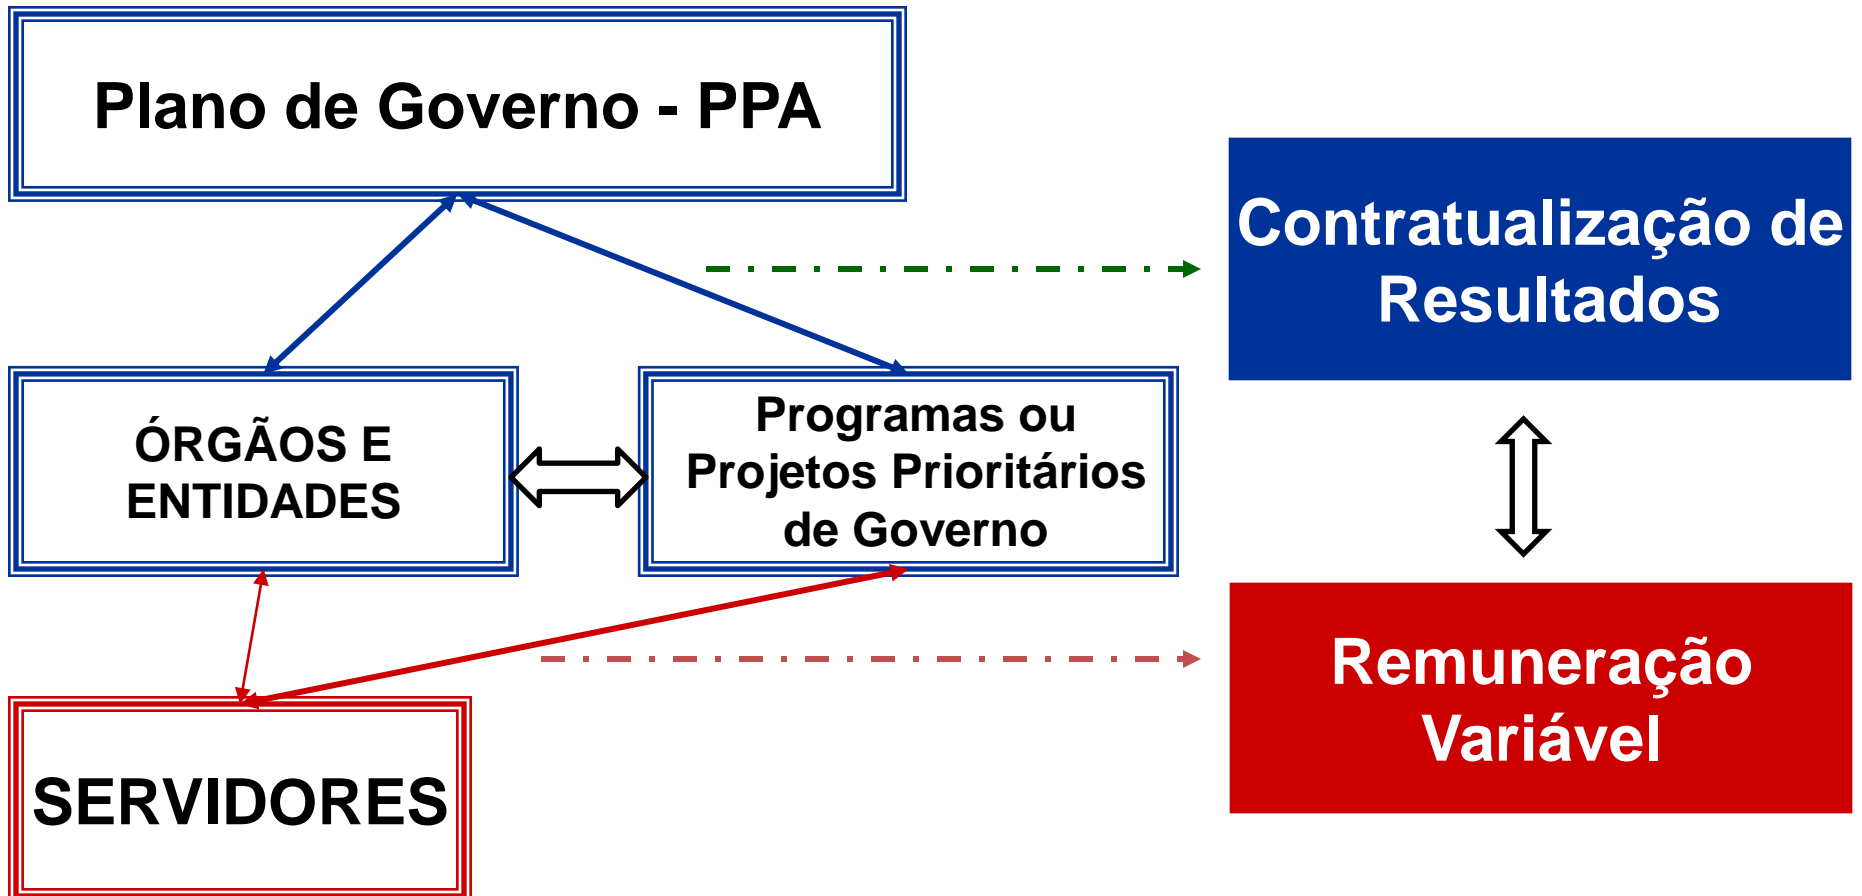 Plano de Governo - PPA
Contratualização de
Resultados
ÓRGÃOS E
ENTIDADES
Programas ou
Projetos Prioritários
de Governo
Remuneração
Variável
SERVIDORES